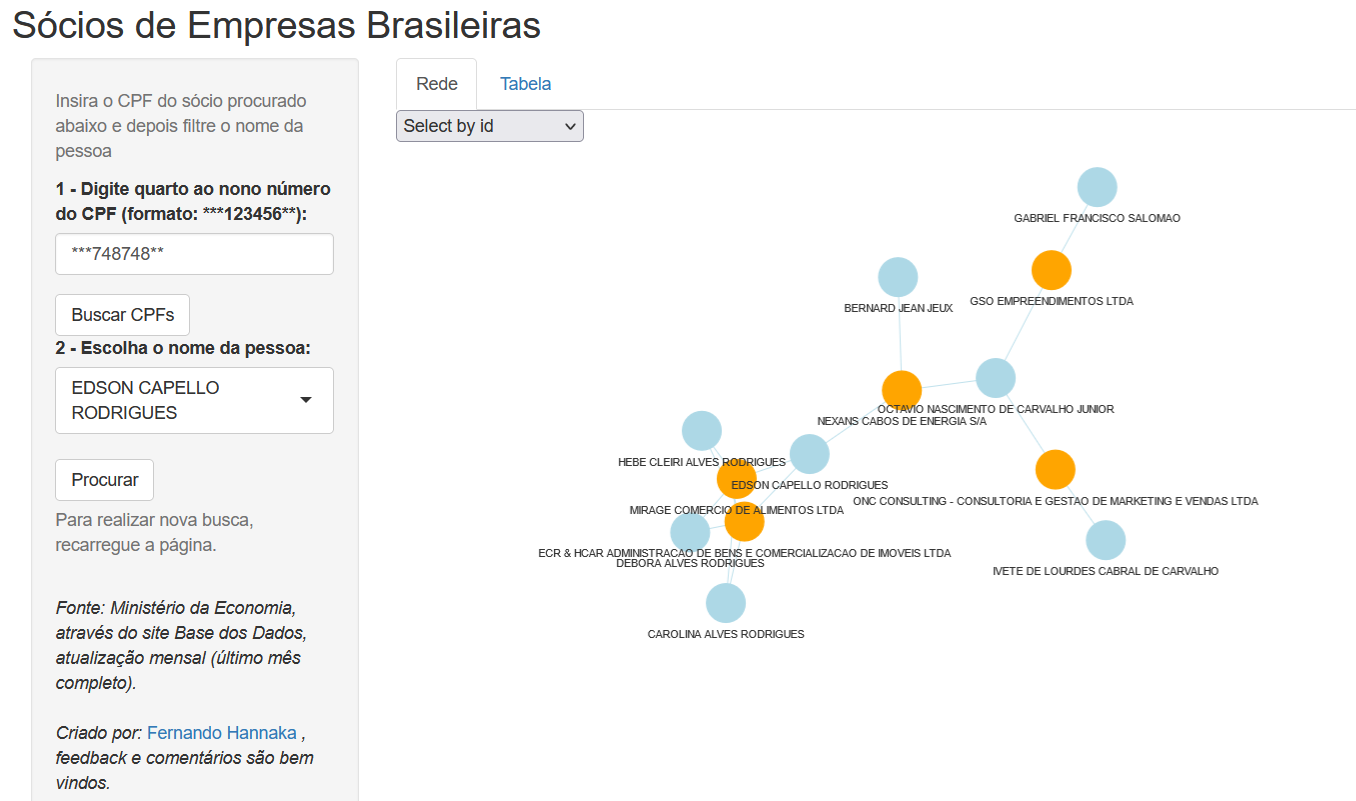 Sócios de Empresas Brasileiras
Insira o CPF do sócio procurado
abaixo e depois filtre o nome da
pessoa
1 - Digite quarto ao nono número
do CPF (formato: ***123456**):
***748748**
Buscar CPFs
2 - Escolha o nome da pessoa:
EDSON CAPELLO
RODRIGUES
Procurar
Para realizar nova busca,
recarregue a página.
Fonte: Ministério da Economia,
através do site Base dos Dados,
atualização mensal (último mês
completo).
Criado por: Fernando Hannaka ,
feedback e comentários são bem
vindos.
Rede
Tabela
Select by id
GABRIEL FRANCISCO SALOMAO
GSO EMPREENDIMENTOS LTDA
BERNARD JEAN JEUX
OCTAVIO NASCIMENTO DE CARVALHO JUNIOR
NEXANS CABOS DE ENERGIA S/A
HEBE CLEIRI ALVES RODRIGUES
EDSON CAPELLO RODRIGUES
ONC CONSULTING - CONSULTORIA E GESTAO DE MARKETING E VENDAS LTDA
MIRAGE COMERCIO DE ALIMENTOS LTDA
ECR & HCAR ADMINISTRACAO DE BENS E COMERCIALIZACAO DE IMOVEIS LTDA
DEBORA ALVES RODRIGUES
IVETE DE LOURDES CABRAL DE CARVALHO
CAROLINA ALVES RODRIGUES